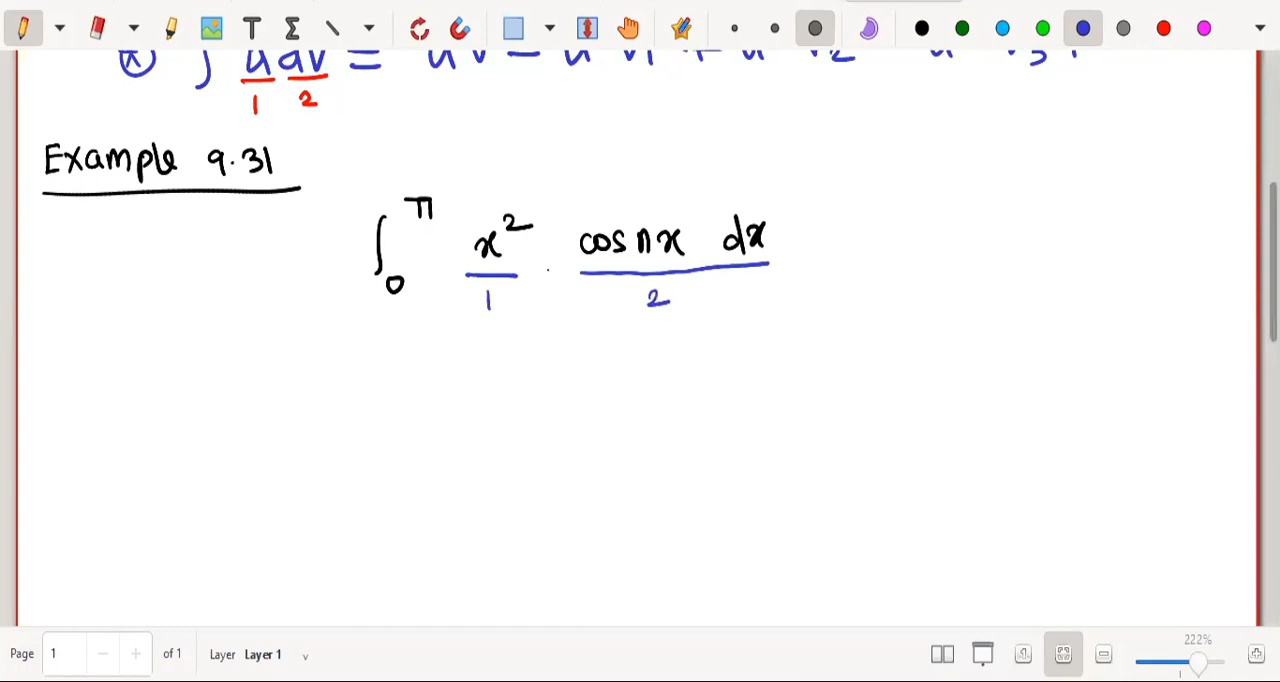 ∫ u dv = uv - u'v1 + u''v2 - u'''v3 +
1 2
Example 9.31
∫₀^π x² cos nx dx
1 2
222%
Page 1 of 1 Layer Layer 1